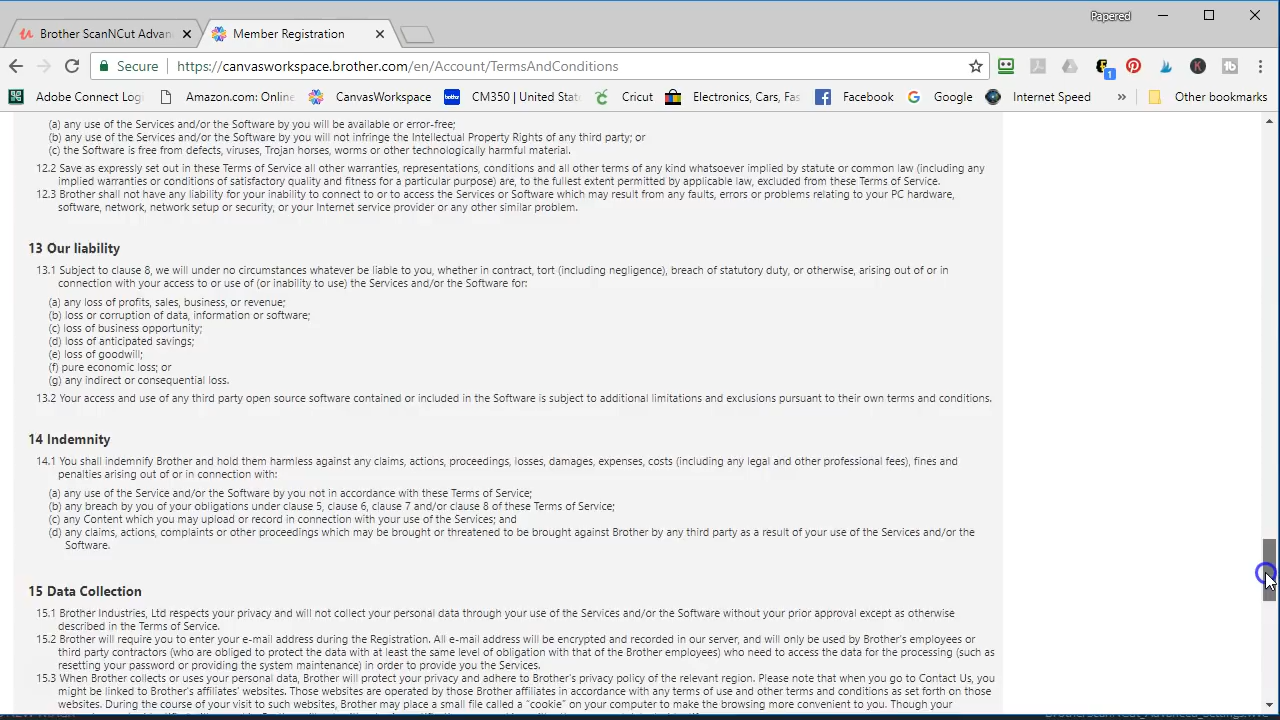 Papered
Brother ScanNCut Advan
Member Registration
Secure
https://canvasworkspace.brother.com/en/Account/TermsAndConditions
1
K
Adobe Connect Log
Amazon.com: Online
CanvasWorkspace
CM350 | United State
Cricut
Electronics, Cars, Fas
Facebook
Google
Internet Speed
»
Other bookmarks
(a) any use of the Services and/or the Software by you will be available or error-free;
(b) any use of the Services and/or the Software by you will not infringe the Intellectual Property Rights of any third party; or
(c) the Software is free from defects, viruses, Trojan horses, worms or other technologically harmful material.
12.2 Save as expressly set out in these Terms of Service all other warranties, representations, conditions and all other terms of any kind whatsoever implied by statute or common law (including any
implied warranties or conditions of satisfactory quality and fitness for a particular purpose) are, to the fullest extent permitted by applicable law, excluded from these Terms of Service.
12.3 Brother shall not have any liability for your inability to connect to or to access the Services or Software which may result from any faults, errors or problems relating to your PC hardware,
software, network, network setup or security, or your Internet service provider or any other similar problem.
13 Our liability
13.1 Subject to clause 8, we will under no circumstances whatever be liable to you, whether in contract, tort (including negligence), breach of statutory duty, or otherwise, arising out of or in
connection with your access to or use of (or inability to use) the Services and/or the Software for:
(a) any loss of profits, sales, business, or revenue;
(b) loss or corruption of data, information or software;
(c) loss of business opportunity;
(d) loss of anticipated savings;
(e) loss of goodwill;
(f) pure economic loss; or
(g) any indirect or consequential loss.
13.2 Your access and use of any third party open source software contained or included in the Software is subject to additional limitations and exclusions pursuant to their own terms and conditions.
14 Indemnity
14.1 You shall indemnify Brother and hold them harmless against any claims, actions, proceedings, losses, damages, expenses, costs (including any legal and other professional fees), fines and
penalties arising out of or in connection with:
(a) any use of the Service and/or the Software by you not in accordance with these Terms of Service;
(b) any breach by you of your obligations under clause 5, clause 6, clause 7 and/or clause 8 of these Terms of Service;
(c) any Content which you may upload or record in connection with your use of the Services; and
(d) any claims, actions, complaints or other proceedings which may be brought or threatened to be brought against Brother by any third party as a result of your use of the Services and/or the
Software.
15 Data Collection
15.1 Brother Industries, Ltd respects your privacy and will not collect your personal data through your use of the Services and/or the Software without your prior approval except as otherwise
described in the Terms of Service.
15.2 Brother will require you to enter your e-mail address during the Registration. All e-mail address will be encrypted and recorded in our server, and will only be used by Brother's employees or
third party contractors (who are obliged to protect the data with at least the same level of obligation with that of the Brother employees) who need to access the data for the processing (such as
resetting your password or providing the system maintenance) in order to provide you the Services.
15.3 When Brother collects or uses your personal data, Brother will protect your privacy and adhere to Brother's privacy policy of the relevant region. Please note that when you go to Contact Us, you
might be linked to Brother's affiliates' websites. Those websites are operated by those Brother affiliates in accordance with any terms of use and other terms and conditions as set forth on those
websites. During the course of your visit to such websites, Brother may place a small file called a "cookie" on your computer to make the browsing more convenient to you. Though your